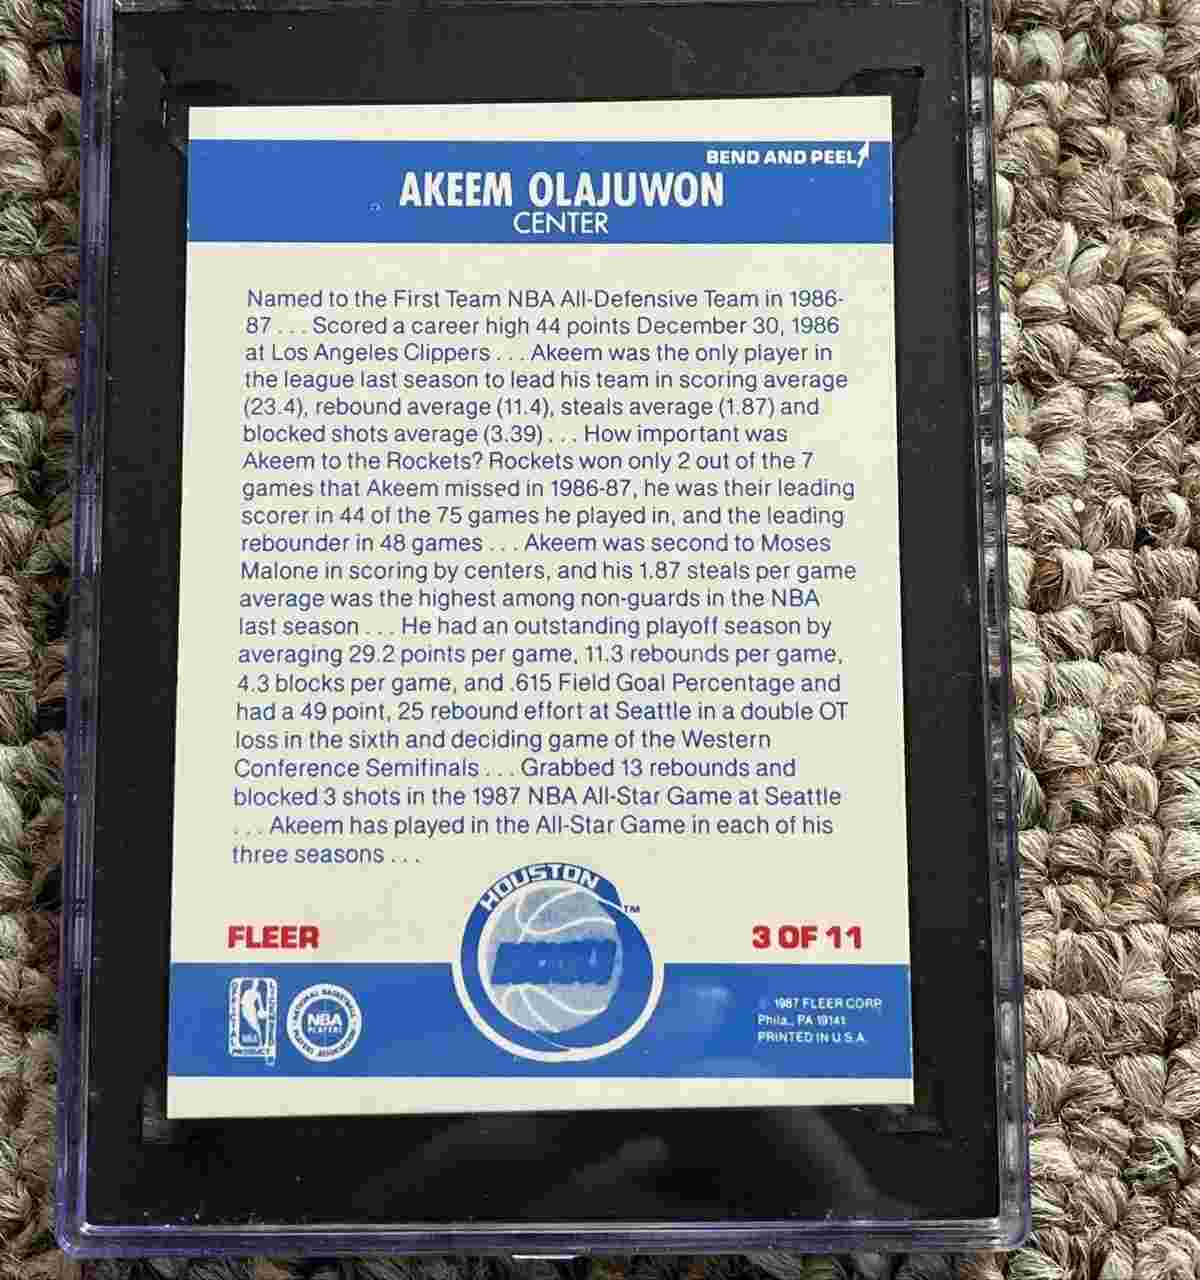 BEND AND PEEL
AKEEM OLAJUWON
CENTER
Named to the First Team NBA All-Defensive Team in 1986-
87 . . . Scored a career high 44 points December 30, 1986
at Los Angeles Clippers . . . Akeem was the only player in
the league last season to lead his team in scoring average
(23.4), rebound average (11.4), steals average (1.87) and
blocked shots average (3.39) . . . How important was
Akeem to the Rockets? Rockets won only 2 out of the 7
games that Akeem missed in 1986-87, he was their leading
scorer in 44 of the 75 games he played in, and the leading
rebounder in 48 games . . . Akeem was second to Moses
Malone in scoring by centers, and his 1.87 steals per game
average was the highest among non-guards in the NBA
last season . . . He had an outstanding playoff season by
averaging 29.2 points per game, 11.3 rebounds per game,
4.3 blocks per game, and .615 Field Goal Percentage and
had a 49 point, 25 rebound effort at Seattle in a double OT
loss in the sixth and deciding game of the Western
Conference Semifinals . . . Grabbed 13 rebounds and
blocked 3 shots in the 1987 NBA All-Star Game at Seattle
. . . Akeem has played in the All-Star Game in each of his
three seasons . . .
HOUSTON
TM
FLEER
3 OF 11
NBA
PRODUCT
NATIONAL BASKETBALL
NBA
PLAYERS
PLAYERS ASSOCIATION
© 1987 FLEER CORP.
Phila., PA 19141
PRINTED IN U.S.A.